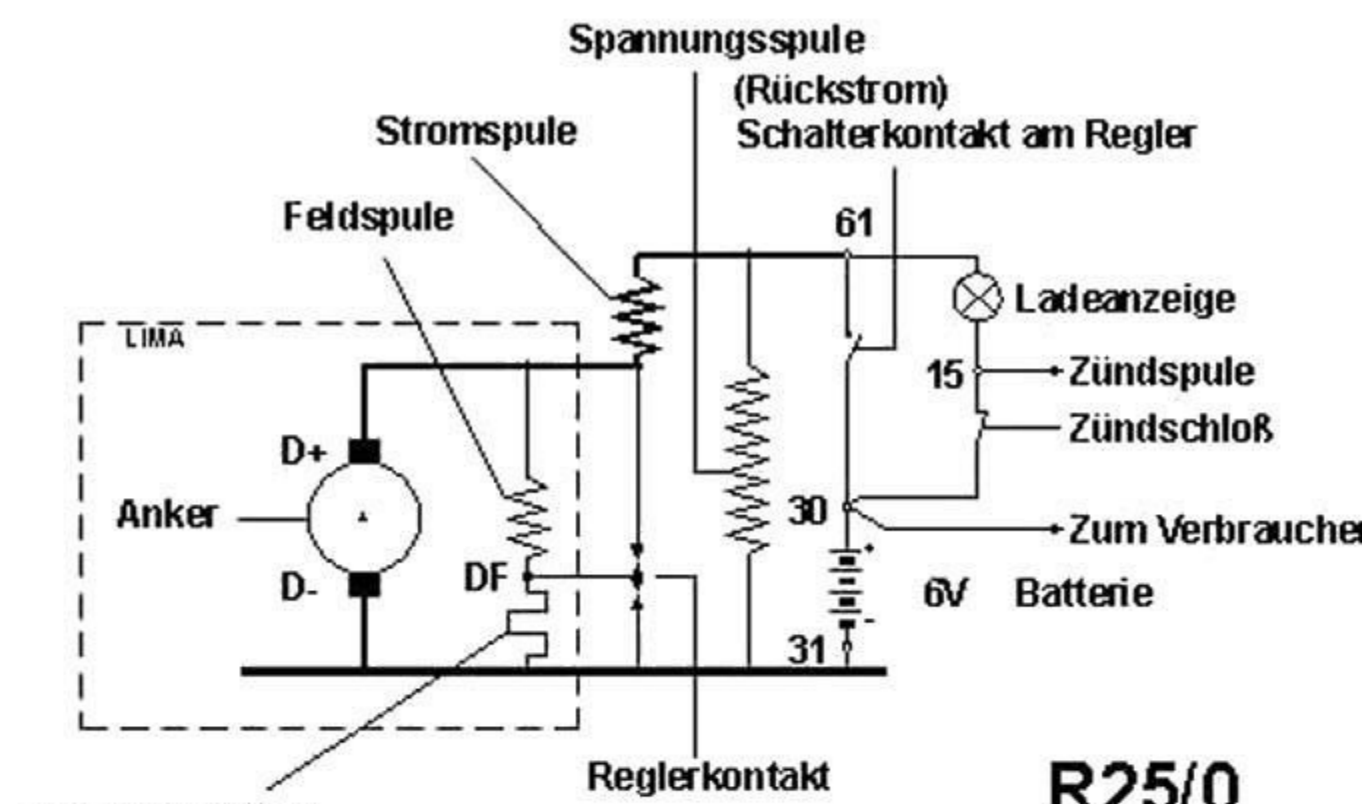 Spannungsspule
(Rückstrom)
Schalterkontakt am Regler
Stromspule
Feldspule
61
Ladeanzeige
LIMA
15
Zündspule
Zündschloß
D+
Anker
30
Zum Verbraucher
DF
D-
6V
Batterie
+
-
31
Reglerkontakt
R25/0